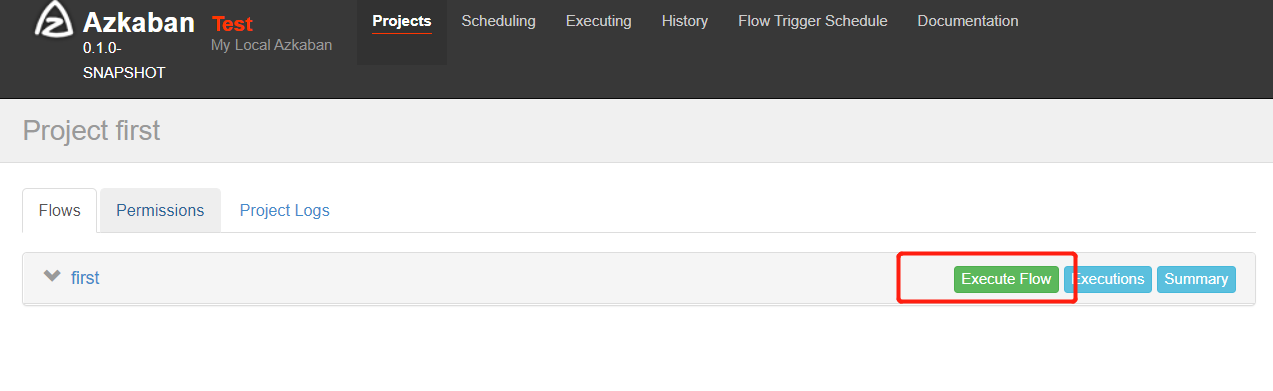 Azkaban Test Projects Scheduling Executing History Flow Trigger Schedule Documentation
0.1.0- My Local Azkaban
SNAPSHOT
Project first
Flows Permissions Project Logs
first Execute Flow Executions Summary